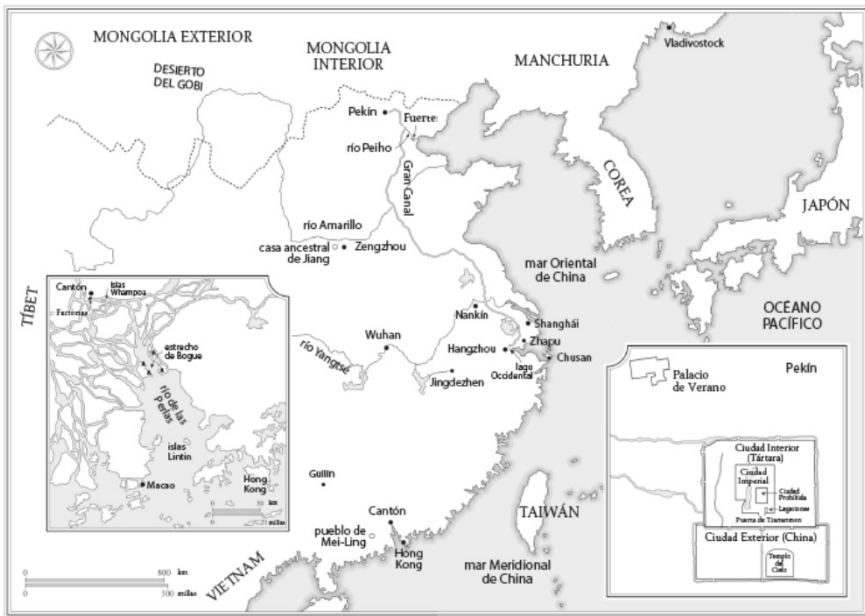 MONGOLIA EXTERIOR
MONGOLIA
INTERIOR
MANCHURIA
Vladivostock
DESIERTO
DEL GOBI
Pekín
Fuertes
río Peiho
Gran Canal
COREA
JAPÓN
río Amarillo
casa ancestral
de Jiang
Zengzhou
mar Oriental
de China
OCÉANO
PACÍFICO
TÍBET
Nankín
Shanghái
Wuhan
Zhapu
Hangzhou
Chusan
lago
Occidental
río Yangtsé
Jingdezhen
Guilin
Cantón
pueblo de
Mei-Ling
Hong
Kong
TAIWÁN
mar Meridional
de China
VIETNAM
0 800
km
0 500
millas
Cantón
islas
Whampoa
Factorías
estrecho
de Bogue
río de las
Perlas
islas
Lintin
Macao
Hong
Kong
0 30 km
0 20
millas
Pekín
Palacio
de Verano
Ciudad Interior
(Tártara)
Ciudad
Imperial
Ciudad
Prohibida
Legaciones
Puerta de Tiananmen
Ciudad Exterior (China)
Templo
del
Cielo